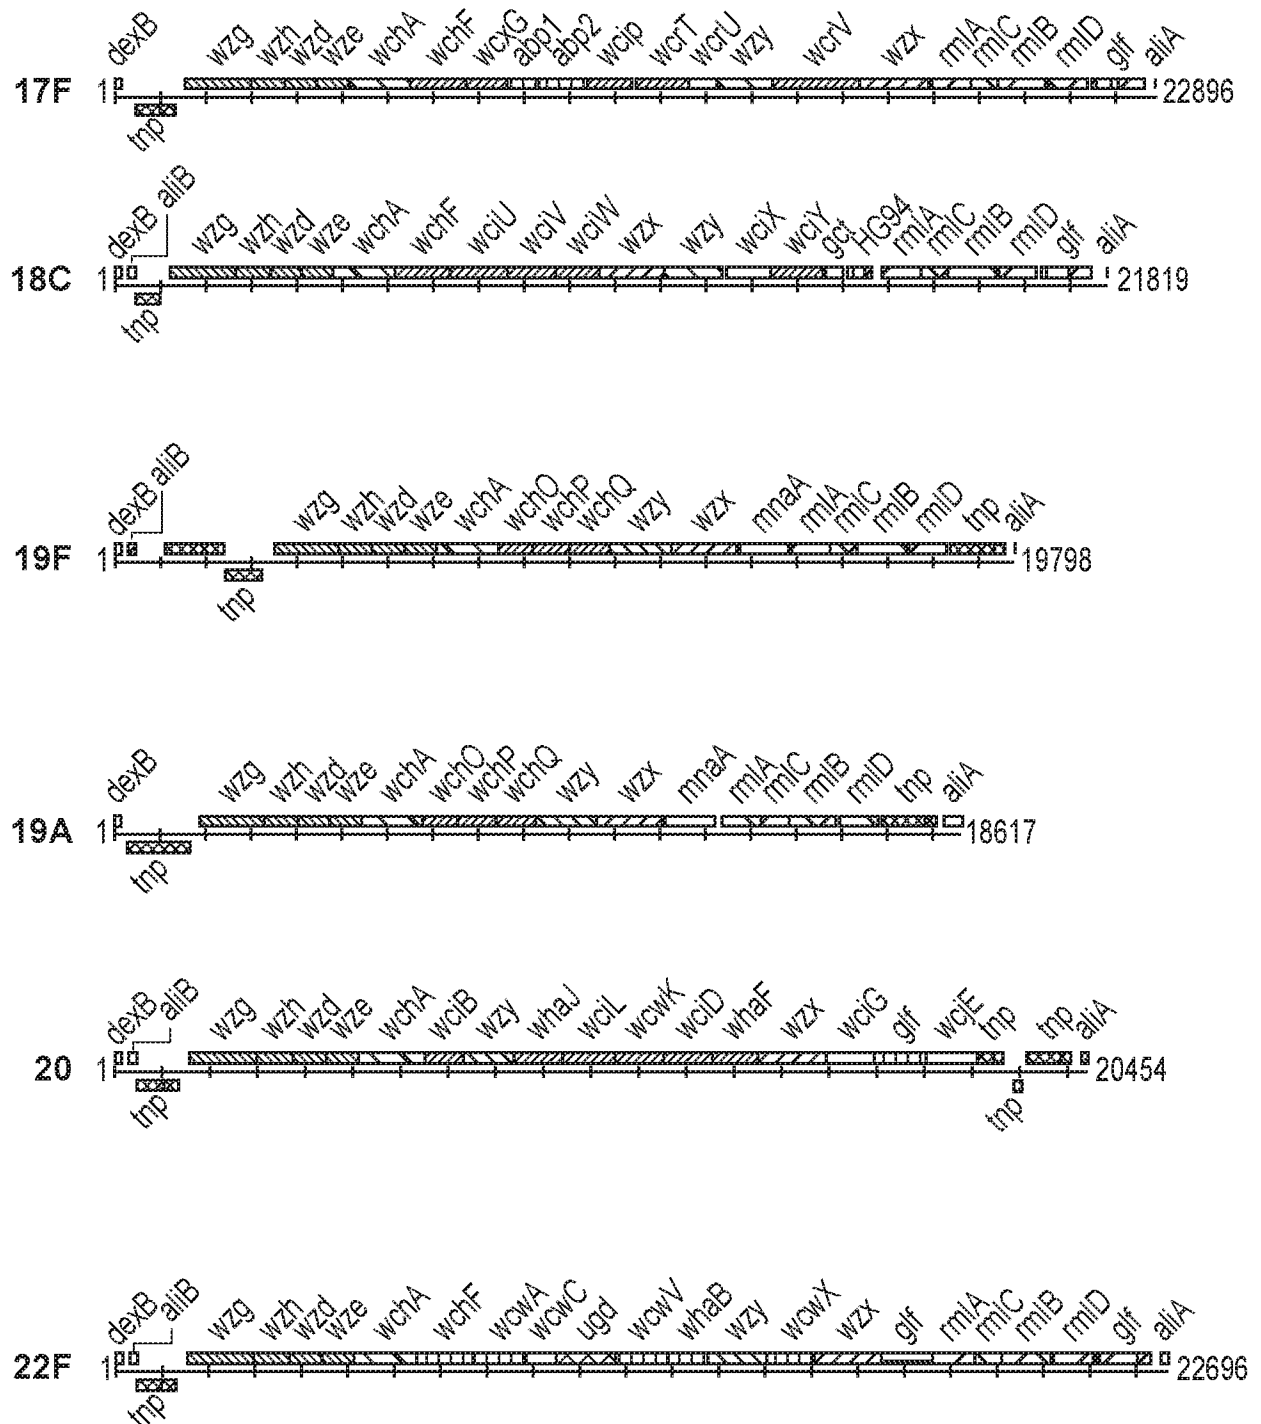 dexB wzg wzh wzd wze wchA wchF wcxG abp1 abp2 wcip wcrT wcrU wzy wcrV wzx rmlA rmlC rmlB rmlD glf aliA
17F 1 22896
tnp
dexB aliB wzg wzh wzd wze wchA wchF wciU wciV wciW wzx wzy wciX wciY gct HG94 rmlA rmlC rmlB rmlD glf aliA
18C 1 21819
tnp
dexB aliB wzg wzh wzd wze wchA wchO wchP wchQ wzy wzx mnaA rmlA rmlC rmlB rmlD tnp aliA
19F 1 19798
tnp
dexB wzg wzh wzd wze wchA wchO wchP wchQ wzy wzx mnaA rmlA rmlC rmlB rmlD tnp aliA
19A 1 18617
tnp
dexB aliB wzg wzh wzd wze wchA wciB wzy whaJ wciL wcwK wciD whaF wzx wciG glf wcjE tnp tnp aliA
20 1 20454
tnp tnp
dexB aliB wzg wzh wzd wze wchA wchF wcwA wcwC ugd wcwV whaB wzy wcwX wzx glf rmlA rmlC rmlB rmlD glf aliA
22F 1 22696
tnp